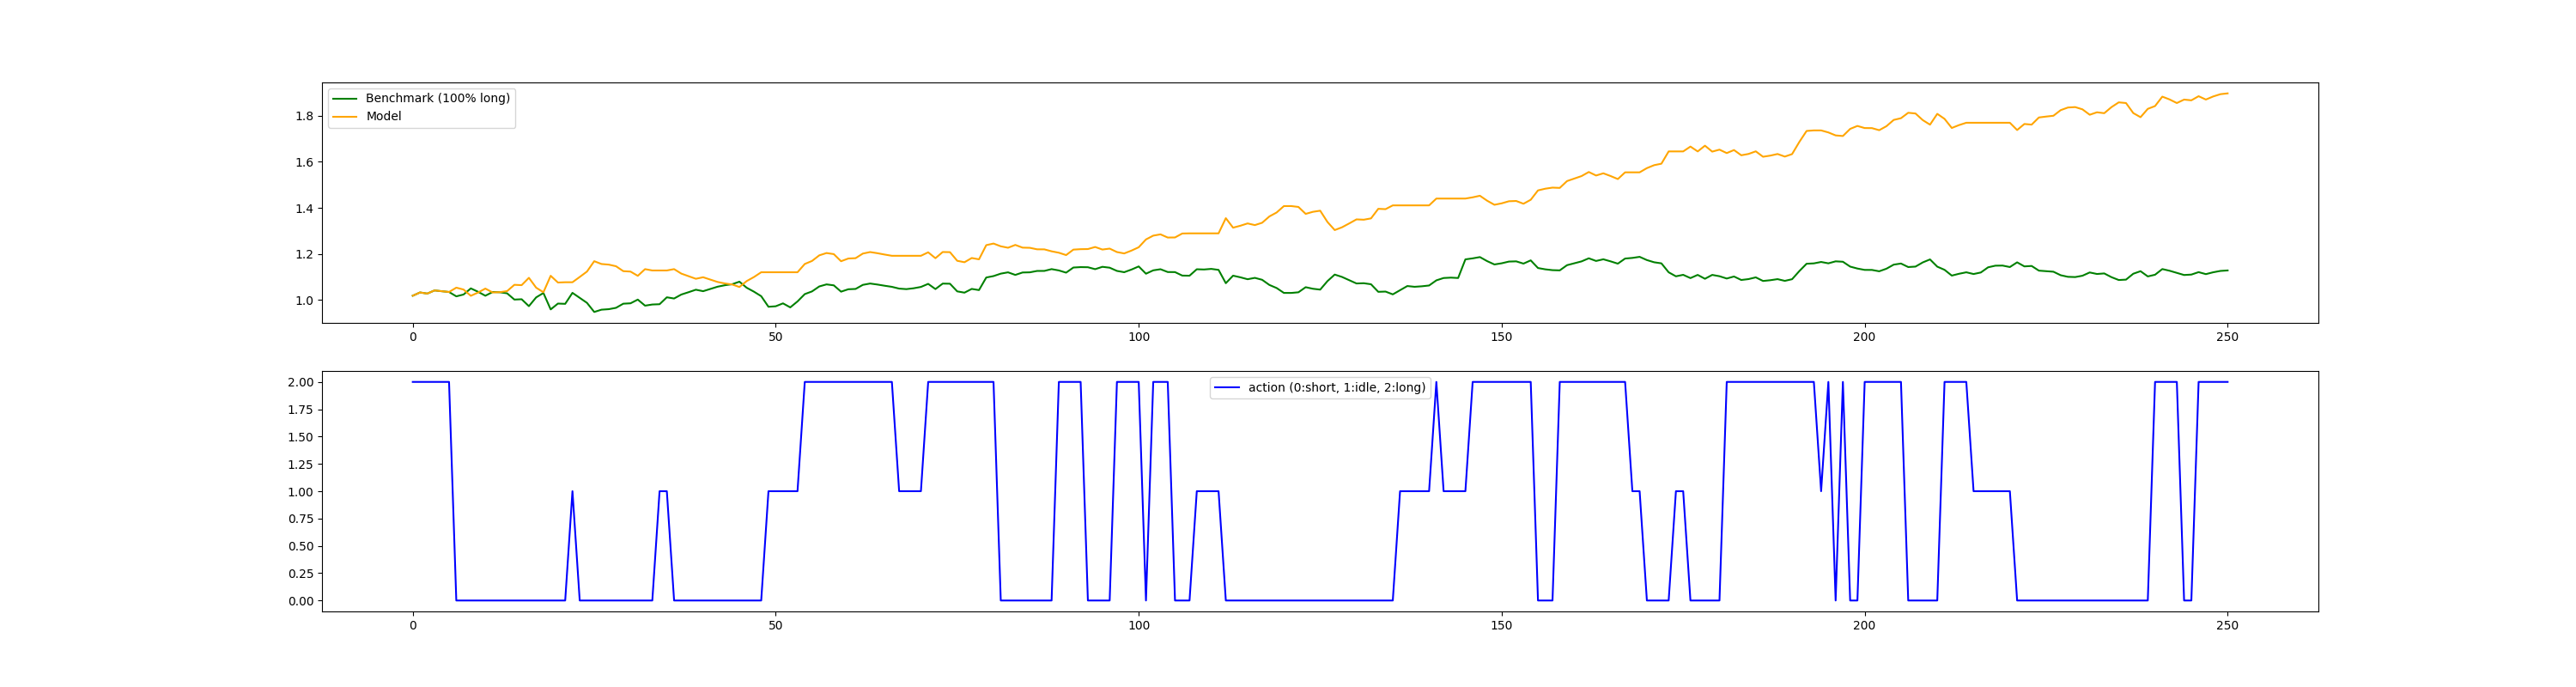 Benchmark (100% long)
Model
1.8
1.6
1.4
1.2
1.0
0 50 100 150 200 250
action (0:short, 1:idle, 2:long)
2.00
1.75
1.50
1.25
1.00
0.75
0.50
0.25
0.00
0 50 100 150 200 250